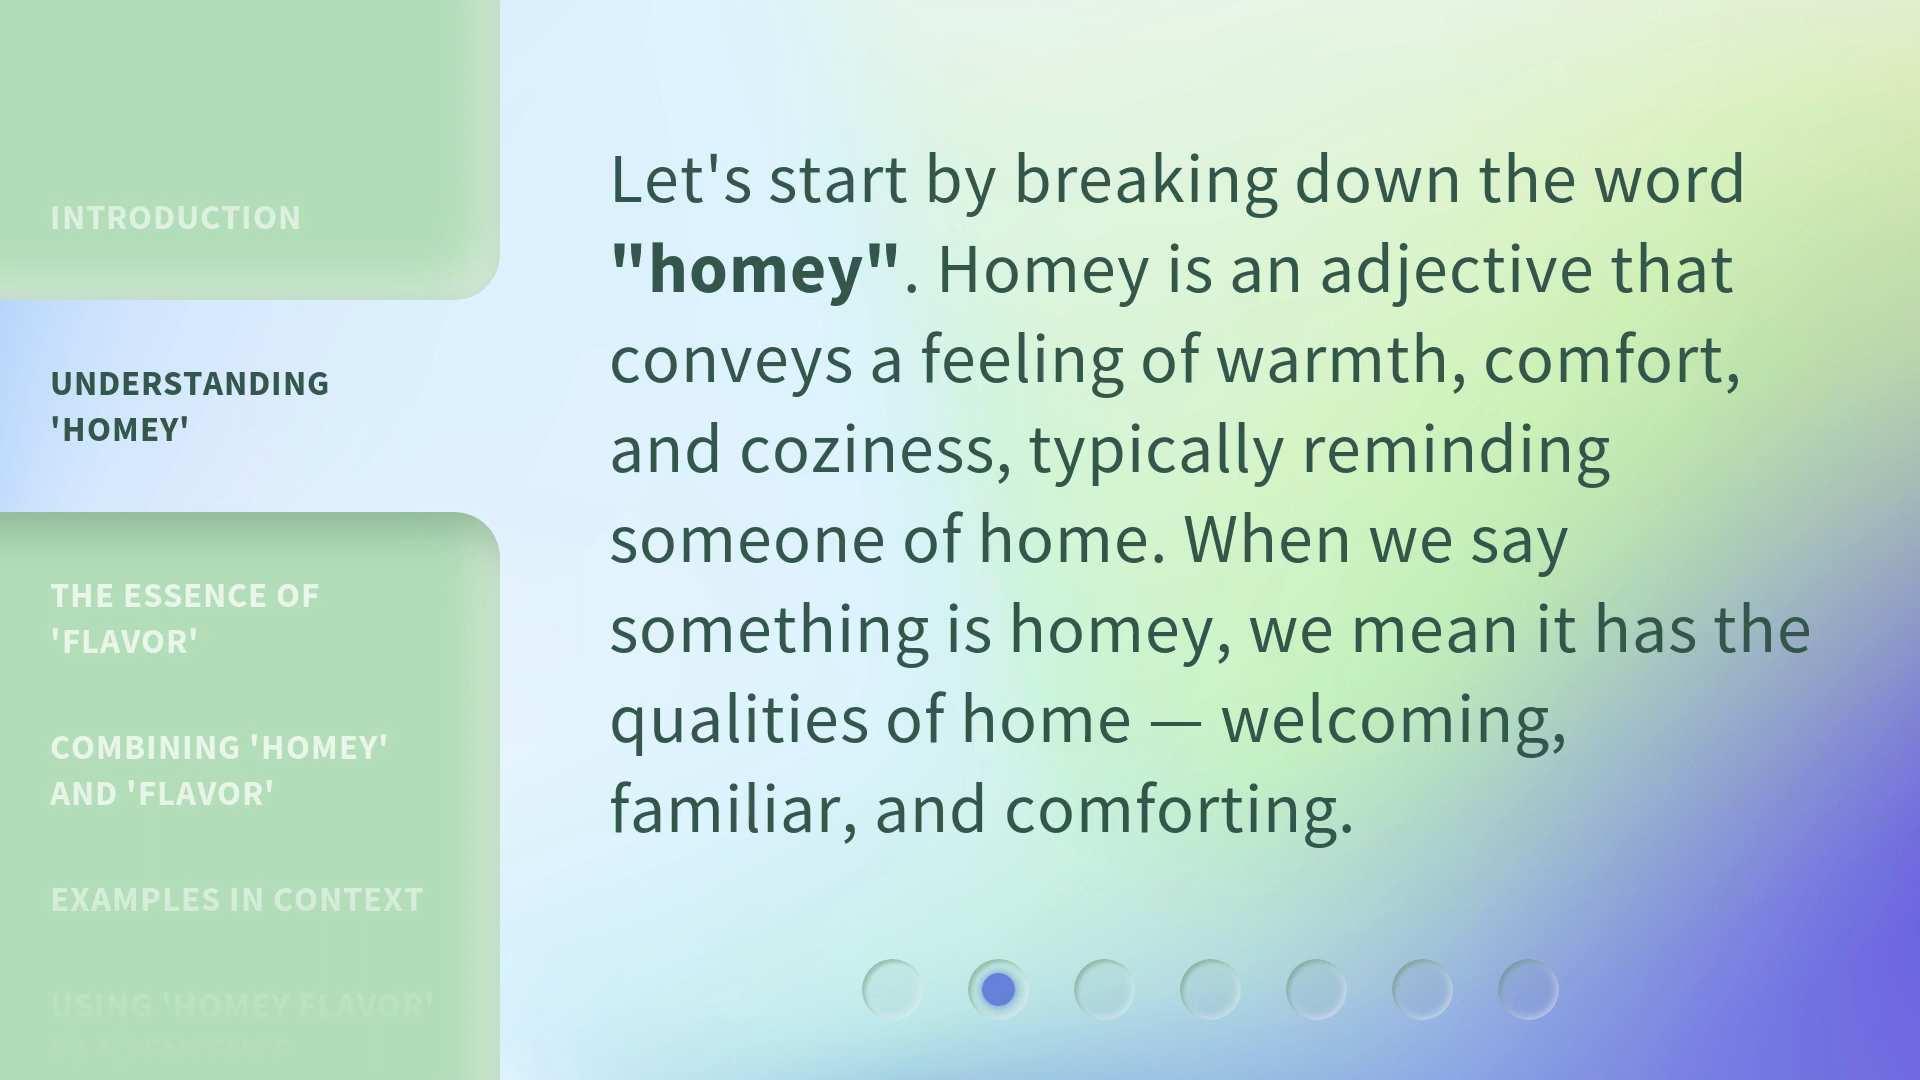 INTRODUCTION
UNDERSTANDING
'HOMEY'
THE ESSENCE OF
'FLAVOR'
COMBINING 'HOMEY'
AND 'FLAVOR'
EXAMPLES IN CONTEXT
USING 'HOMEY FLAVOR'
Let's start by breaking down the word
"homey". Homey is an adjective that
conveys a feeling of warmth, comfort,
and coziness, typically reminding
someone of home. When we say
something is homey, we mean it has the
qualities of home — welcoming,
familiar, and comforting.